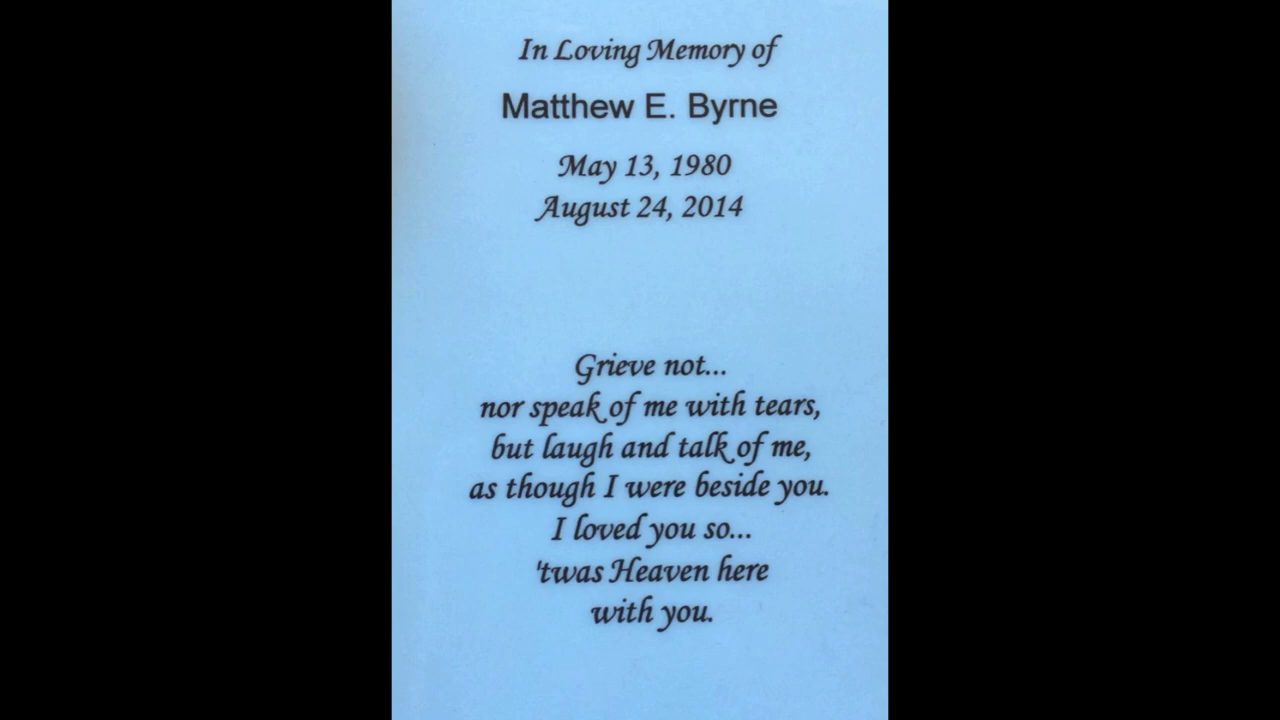 In Loving Memory of
Matthew E. Byrne
May 13, 1980
August 24, 2014
Grieve not...
nor speak of me with tears,
but laugh and talk of me,
as though I were beside you.
I loved you so...
'twas Heaven here
with you.